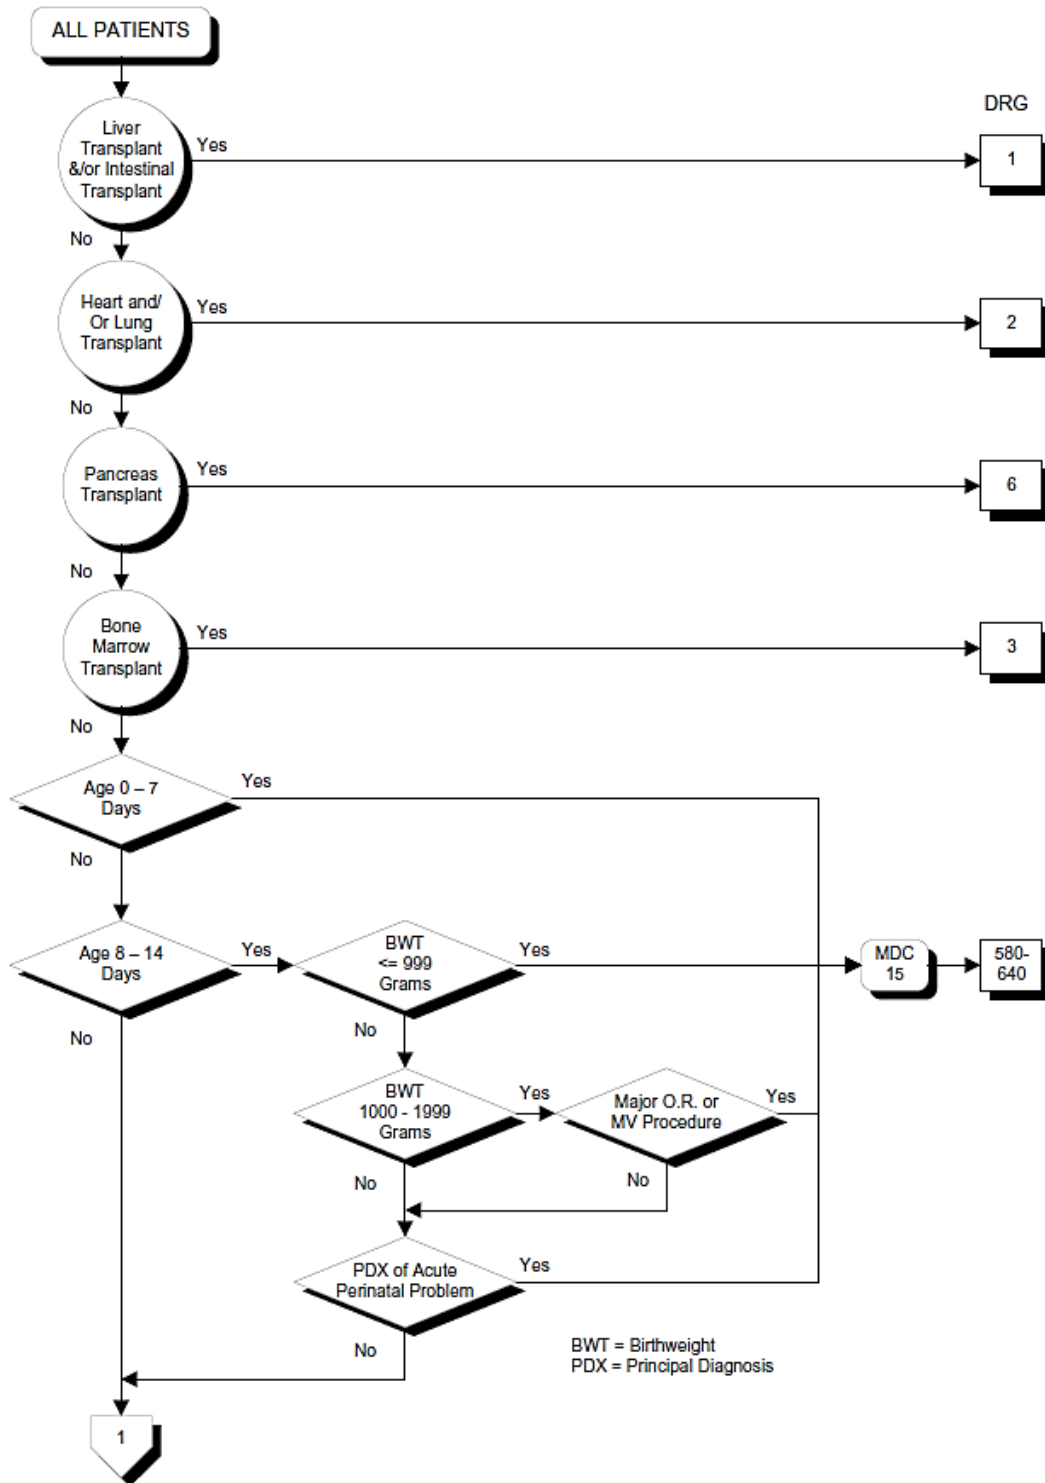 ALL PATIENTS
DRG
Liver
Transplant
&/or Intestinal
Transplant
Yes
1
No
Heart and/
Or Lung
Transplant
Yes
2
No
Pancreas
Transplant
Yes
6
No
Bone
Marrow
Transplant
Yes
3
No
Age 0 – 7
Days
Yes
No
Age 8 – 14
Days
Yes
BWT
<= 999
Grams
Yes
MDC
15
580-
640
No
No
BWT
1000 - 1999
Grams
Yes
Major O.R. or
MV Procedure
Yes
No
No
PDX of Acute
Perinatal Problem
Yes
No
BWT = Birthweight
PDX = Principal Diagnosis
1